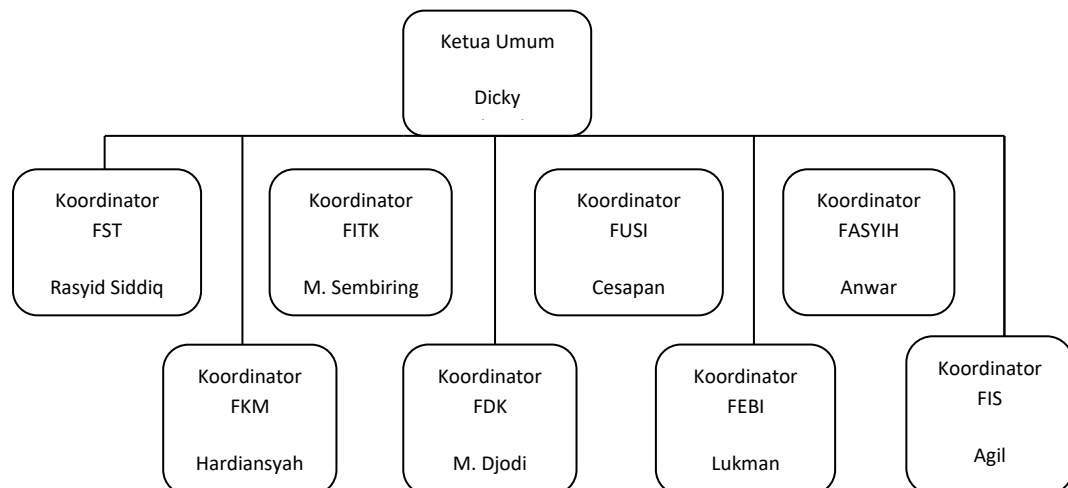 Ketua Umum
Dicky
Koordinator
FST
Rasyid Siddiq
Koordinator
FITK
M. Sembiring
Koordinator
FUSI
Cesapan
Koordinator
FASYIH
Anwar
Koordinator
FKM
Hardiansyah
Koordinator
FDK
M. Djodi
Koordinator
FEBI
Lukman
Koordinator
FIS
Agil